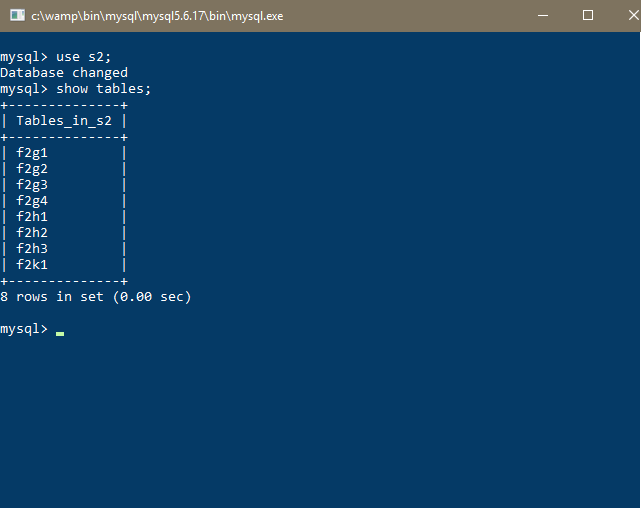 c:\wamp\bin\mysql\mysql5.6.17\bin\mysql.exe
mysql> use s2;
Database changed
mysql> show tables;
+--------------+
| Tables_in_s2 |
+--------------+
| f2g1         |
| f2g2         |
| f2g3         |
| f2g4         |
| f2h1         |
| f2h2         |
| f2h3         |
| f2k1         |
+--------------+
8 rows in set (0.00 sec)
mysql>